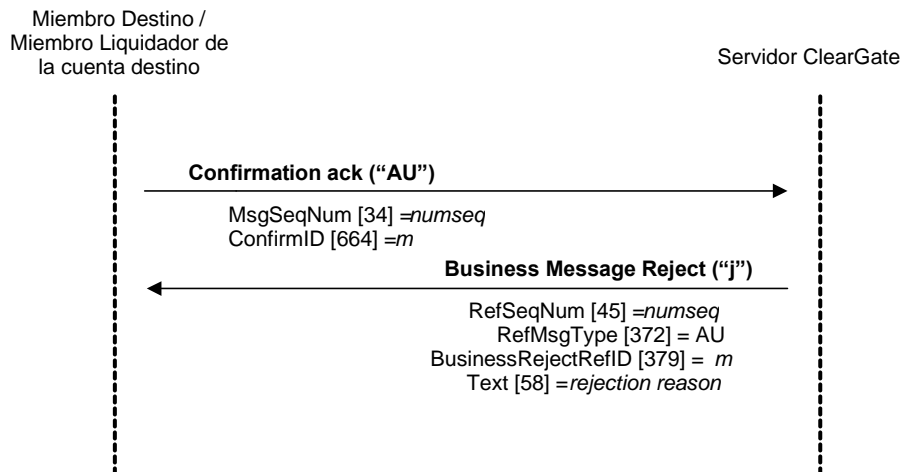 Miembro Destino /
Miembro Liquidador de
la cuenta destino
Servidor ClearGate
Confirmation ack (“AU”)
MsgSeqNum [34] =numseq
ConfirmID [664] =m
Business Message Reject (“j”)
RefSeqNum [45] =numseq
RefMsgType [372] = AU
BusinessRejectRefID [379] = m
Text [58] =rejection reason